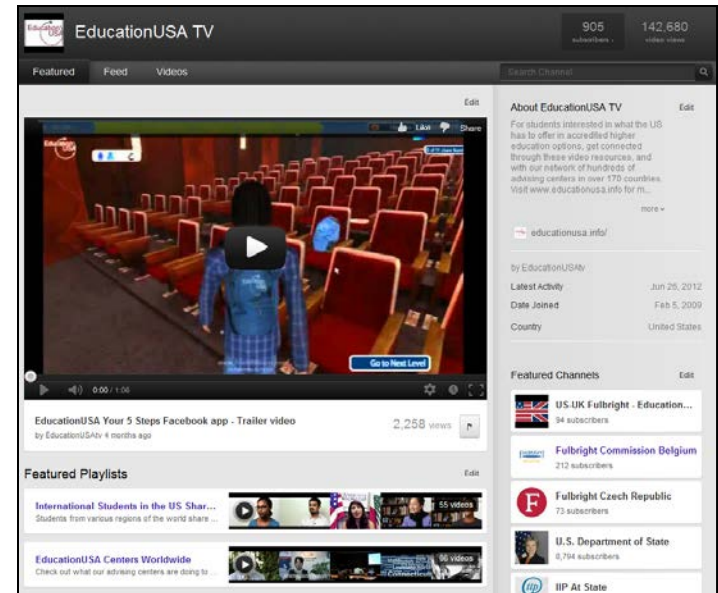 EducationUSA TV
905
subscribers
142,680
video views
Featured
Feed
Videos
Search Channel
Edit
Like
Share
Go to Next Level
0:00 / 1:06
EducationUSA Your 5 Steps Facebook app - Trailer video
by EducationUSAtv 4 months ago
2,258 views
Featured Playlists
Edit
International Students in the US Shar...
Students from various regions of the world share ...
55 videos
EducationUSA Centers Worldwide
Check out what our advising centers are doing to ...
66 videos
About EducationUSA TV
Edit
For students interested in what the US
has to offer in accredited higher
education options, get connected
through these video resources, and
with our network of hundreds of
advising centers in over 170 countries.
Visit www.educationusa.info for m...
more
educationusa.info/
by EducationUSAtv
Latest Activity
Jun 26, 2012
Date Joined
Feb 5, 2009
Country
United States
Featured Channels
Edit
US-UK Fulbright - Education...
94 subscribers
Fulbright Commission Belgium
212 subscribers
F
Fulbright Czech Republic
73 subscribers
U.S. Department of State
subscribers
iip
IIP At State